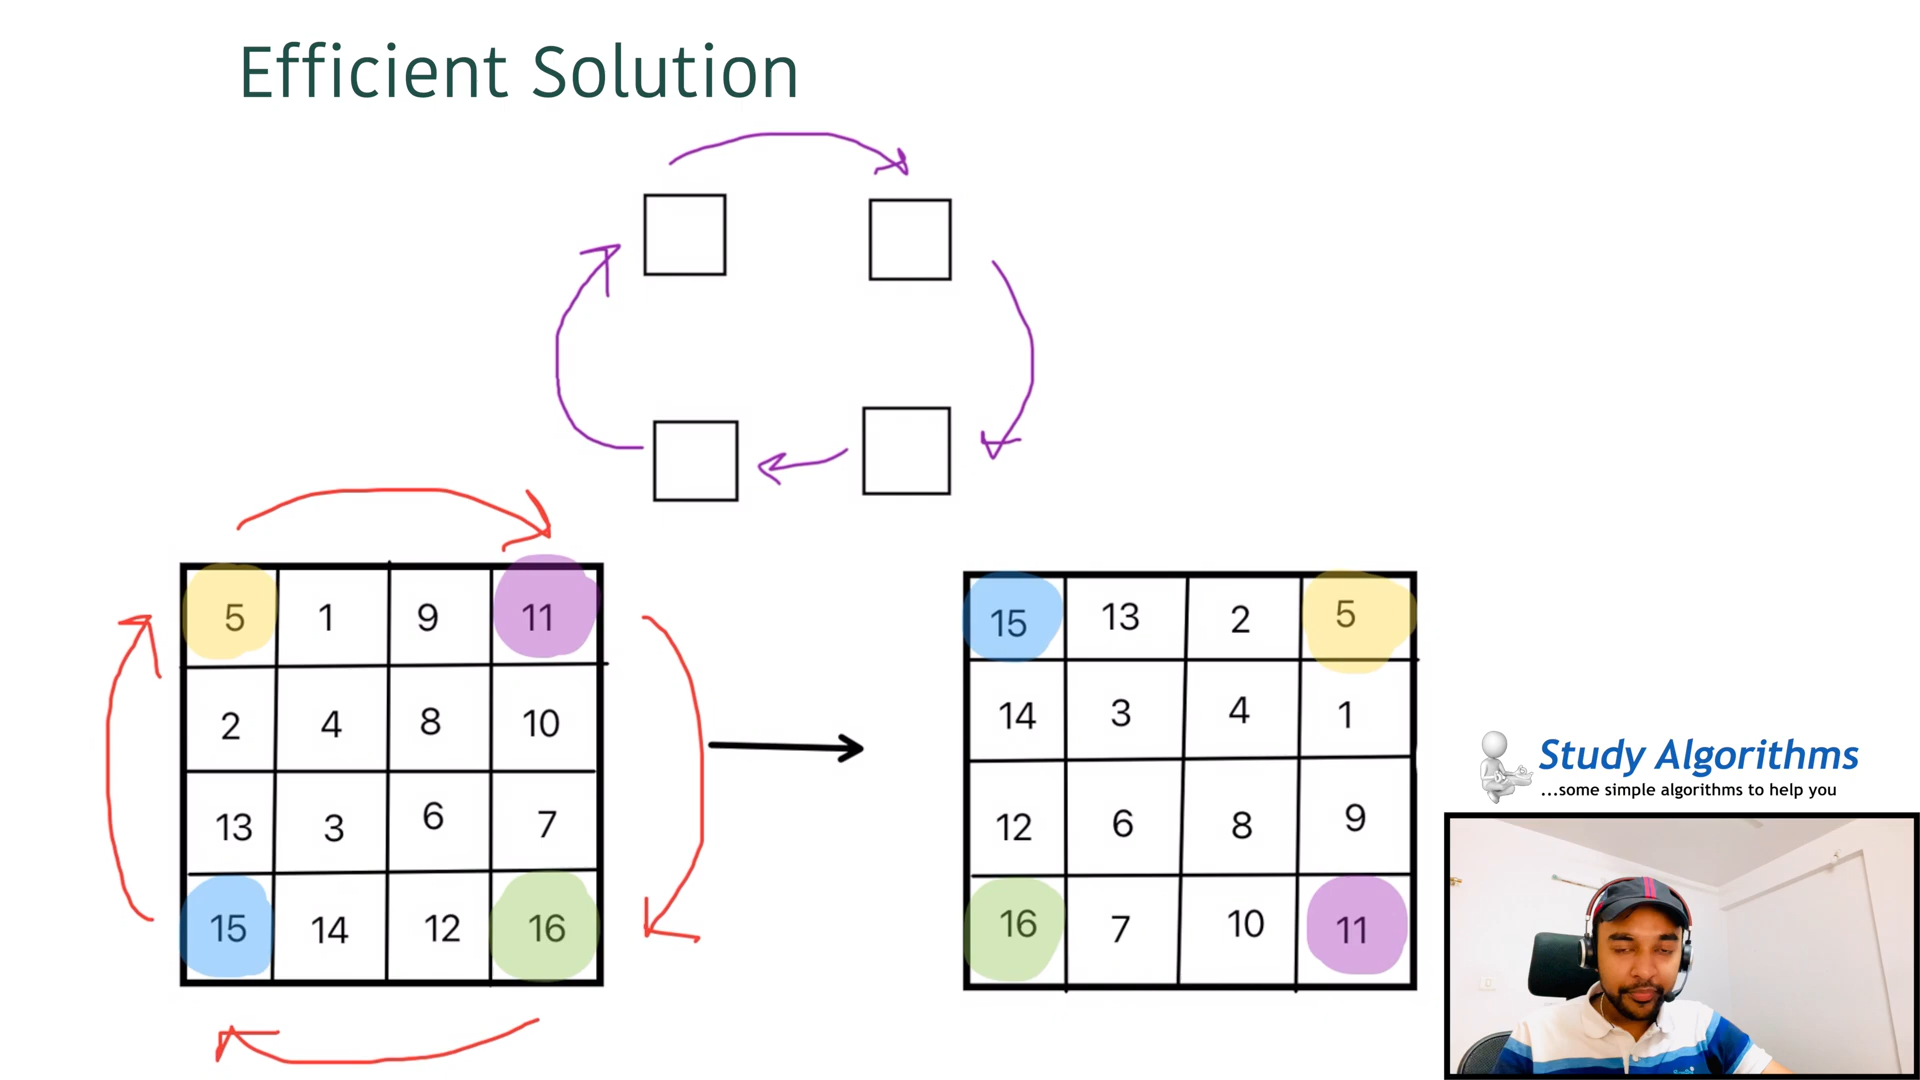 Efficient Solution
5 1 9 11
2 4 8 10
13 3 6 7
15 14 12 16
15 13 2 5
14 3 4 1
12 6 8 9
16 7 10 11
Study Algorithms
...some simple algorithms to help you